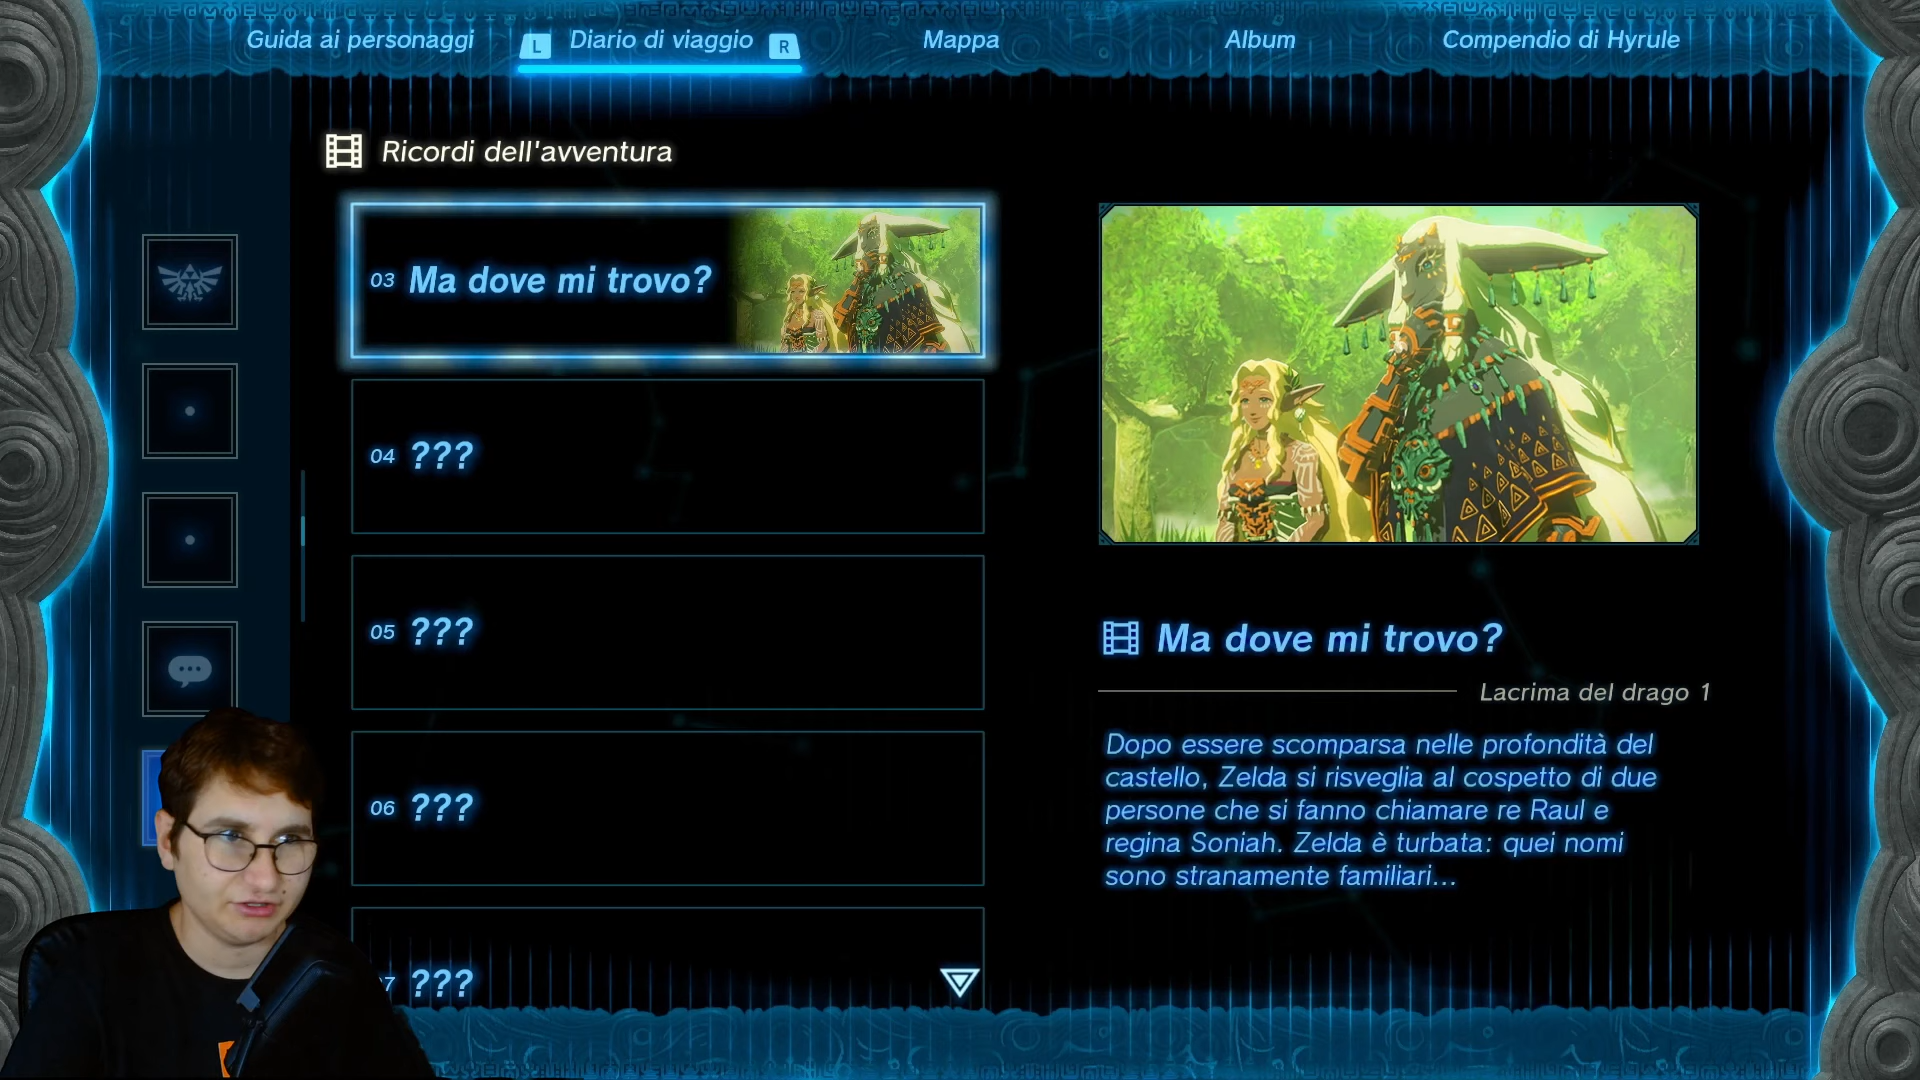 Guida ai personaggi
L
Diario di viaggio
R
Mappa
Album
Compendio di Hyrule
Ricordi dell'avventura
03 Ma dove mi trovo?
04 ???
05 ???
06 ???
7 ???
Ma dove mi trovo?
Lacrima del drago 1
Dopo essere scomparsa nelle profondità del
castello, Zelda si risveglia al cospetto di due
persone che si fanno chiamare re Raul e
regina Soniah. Zelda è turbata: quei nomi
sono stranamente familiari...